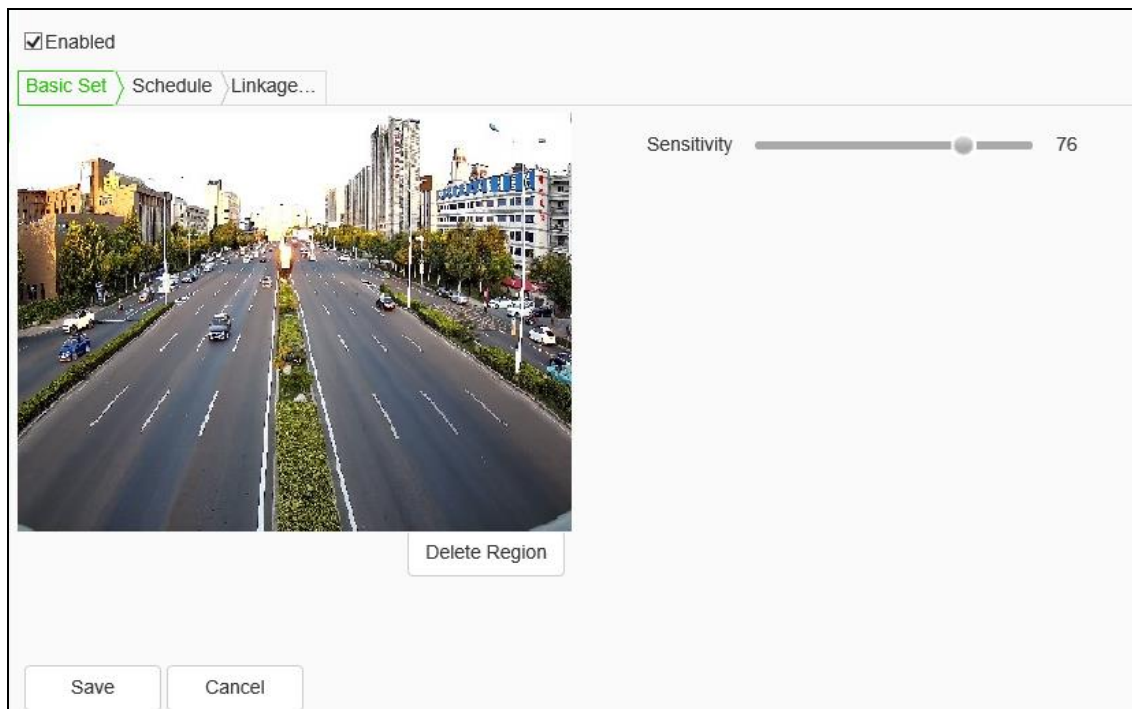 Enabled
Basic Set Schedule Linkage...
Sensitivity 76
Delete Region
Save Cancel